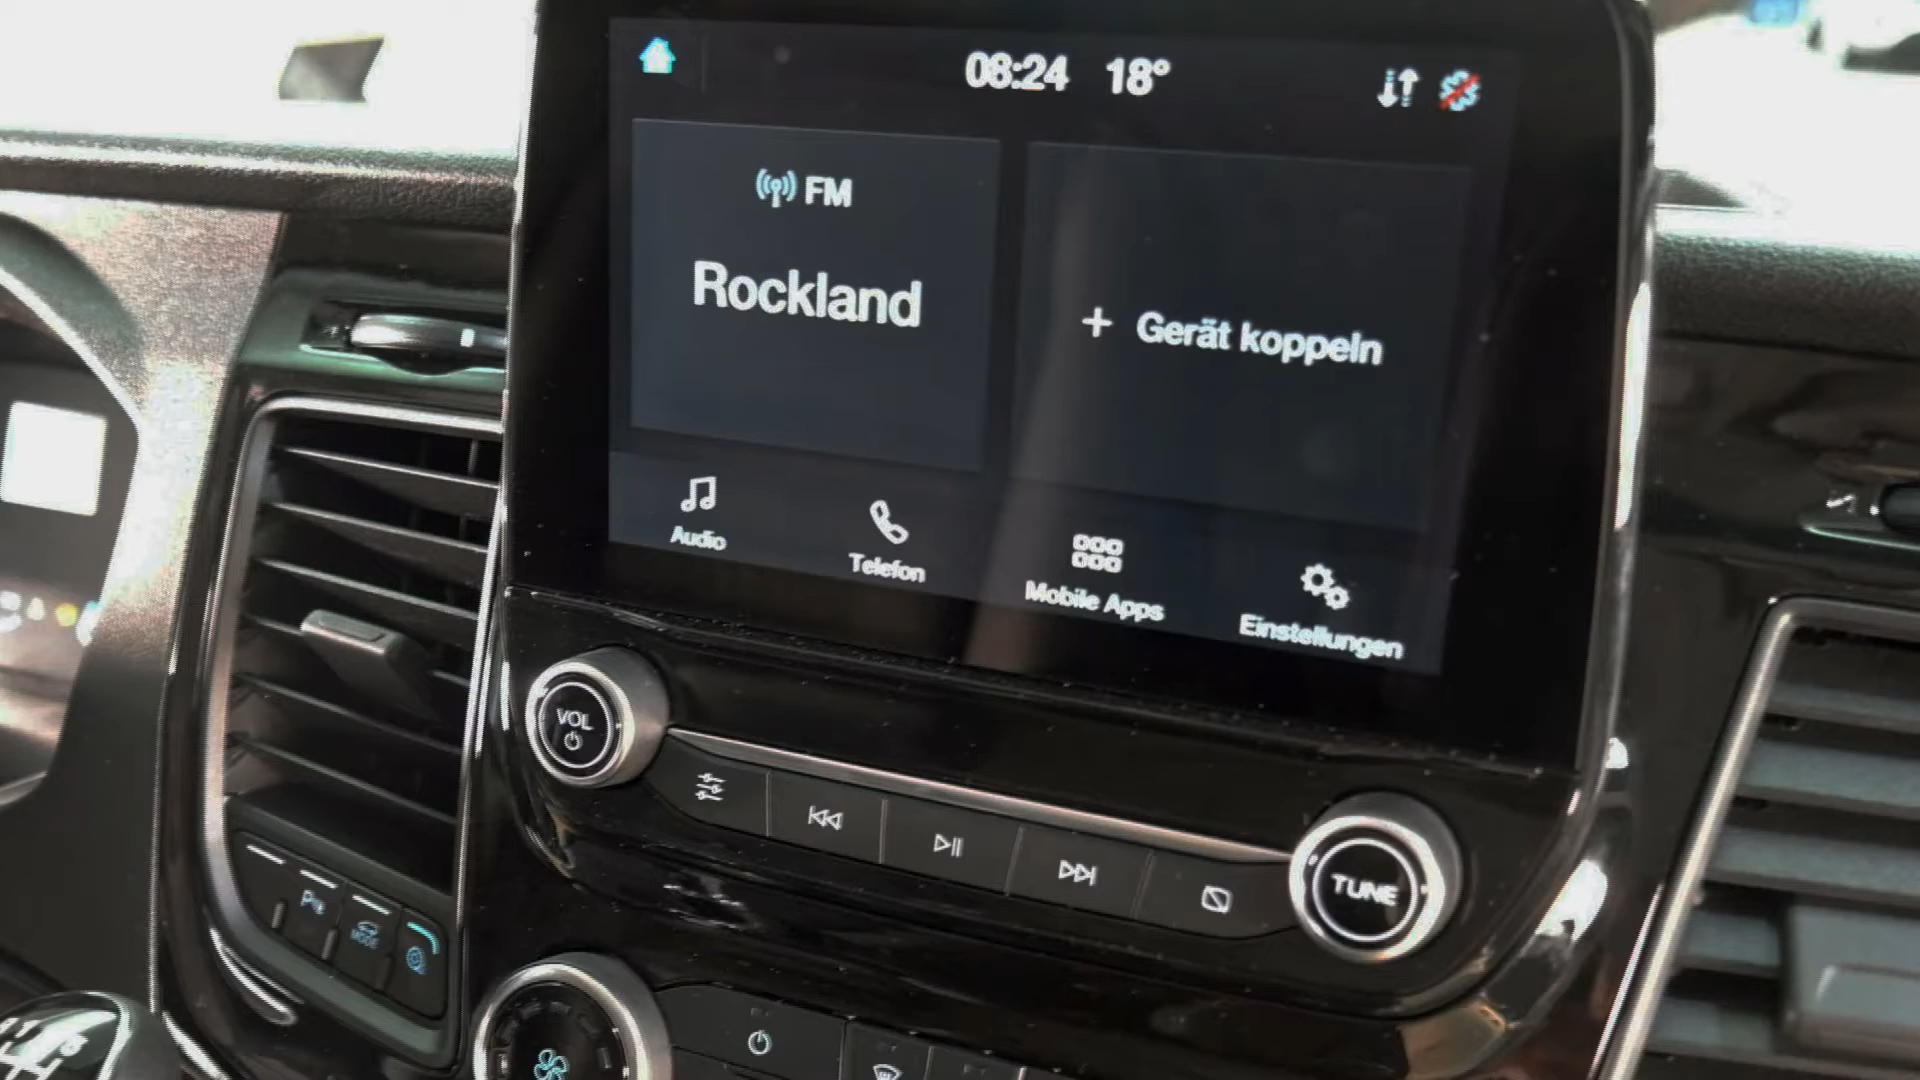 08:24 18°
FM
Rockland
+ Gerät koppeln
Audio
Telefon
Mobile Apps
Einstellungen
VOL
TUNE
MODE